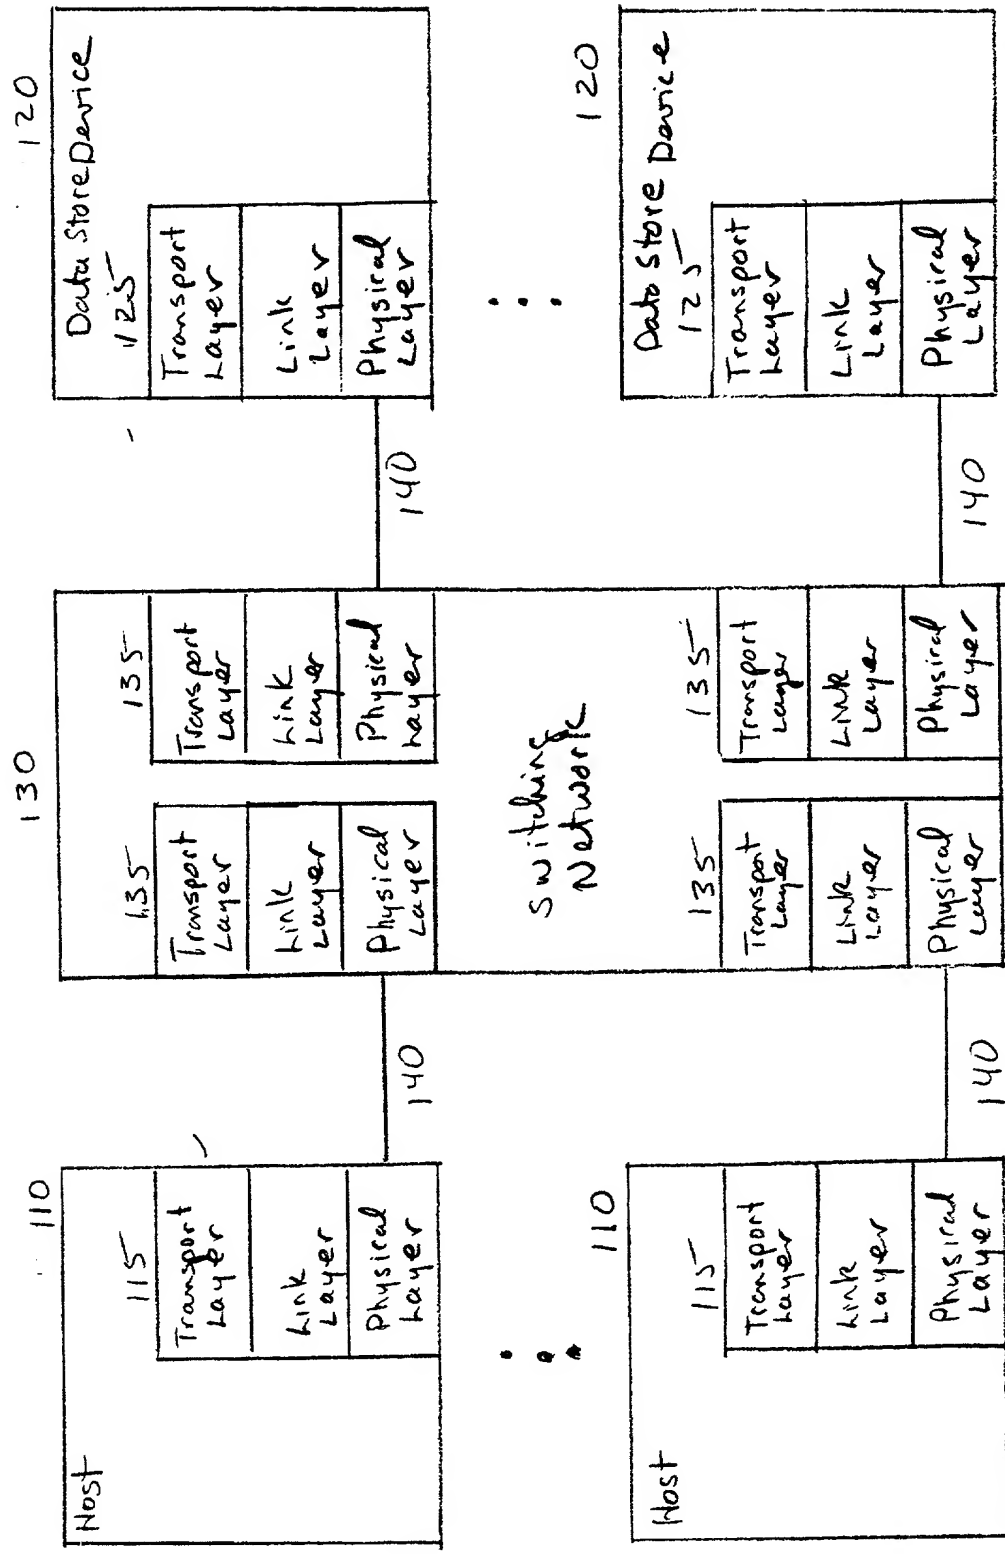 110
Host
115
Transport
Layer
Link
Layer
Physical
Layer
140
110
Host
115
Transport
Layer
Link
Layer
Physical
Layer
140
130
135
Transport
Layer
Link
Layer
Physical
Layer
135
Transport
Layer
Link
Layer
Physical
Layer
Switching
Network
135
Transport
Layer
Link
Layer
Physical
Layer
135
Transport
Layer
Link
Layer
Physical
Layer
140
140
120
Data Store Device
125
Transport
Layer
Link
Layer
Physical
Layer
120
Data Store Device
125
Transport
Layer
Link
Layer
Physical
Layer